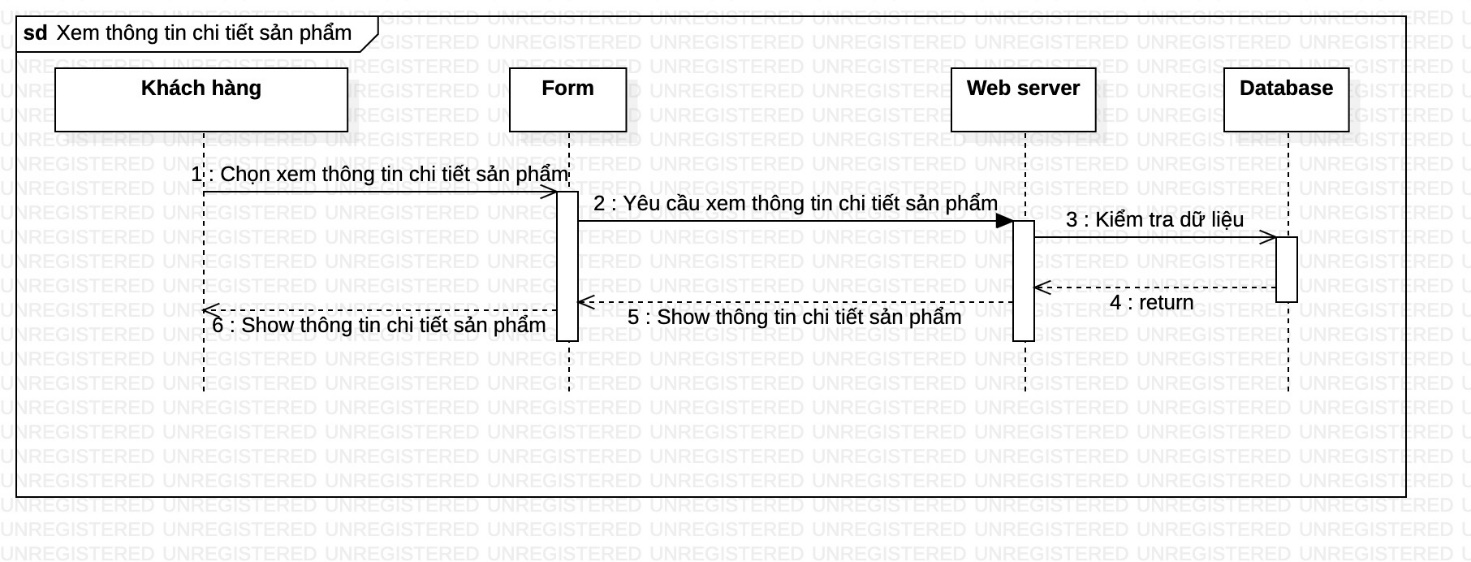 sd Xem thông tin chi tiết sản phẩm
Khách hàng
Form
Web server
Database
1 : Chọn xem thông tin chi tiết sản phẩm
2 : Yêu cầu xem thông tin chi tiết sản phẩm
3 : Kiểm tra dữ liệu
4 : return
5 : Show thông tin chi tiết sản phẩm
6 : Show thông tin chi tiết sản phẩm
UNREGISTERED